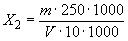 X₂ = m · 250 · 1000 / V · 10 · 1000